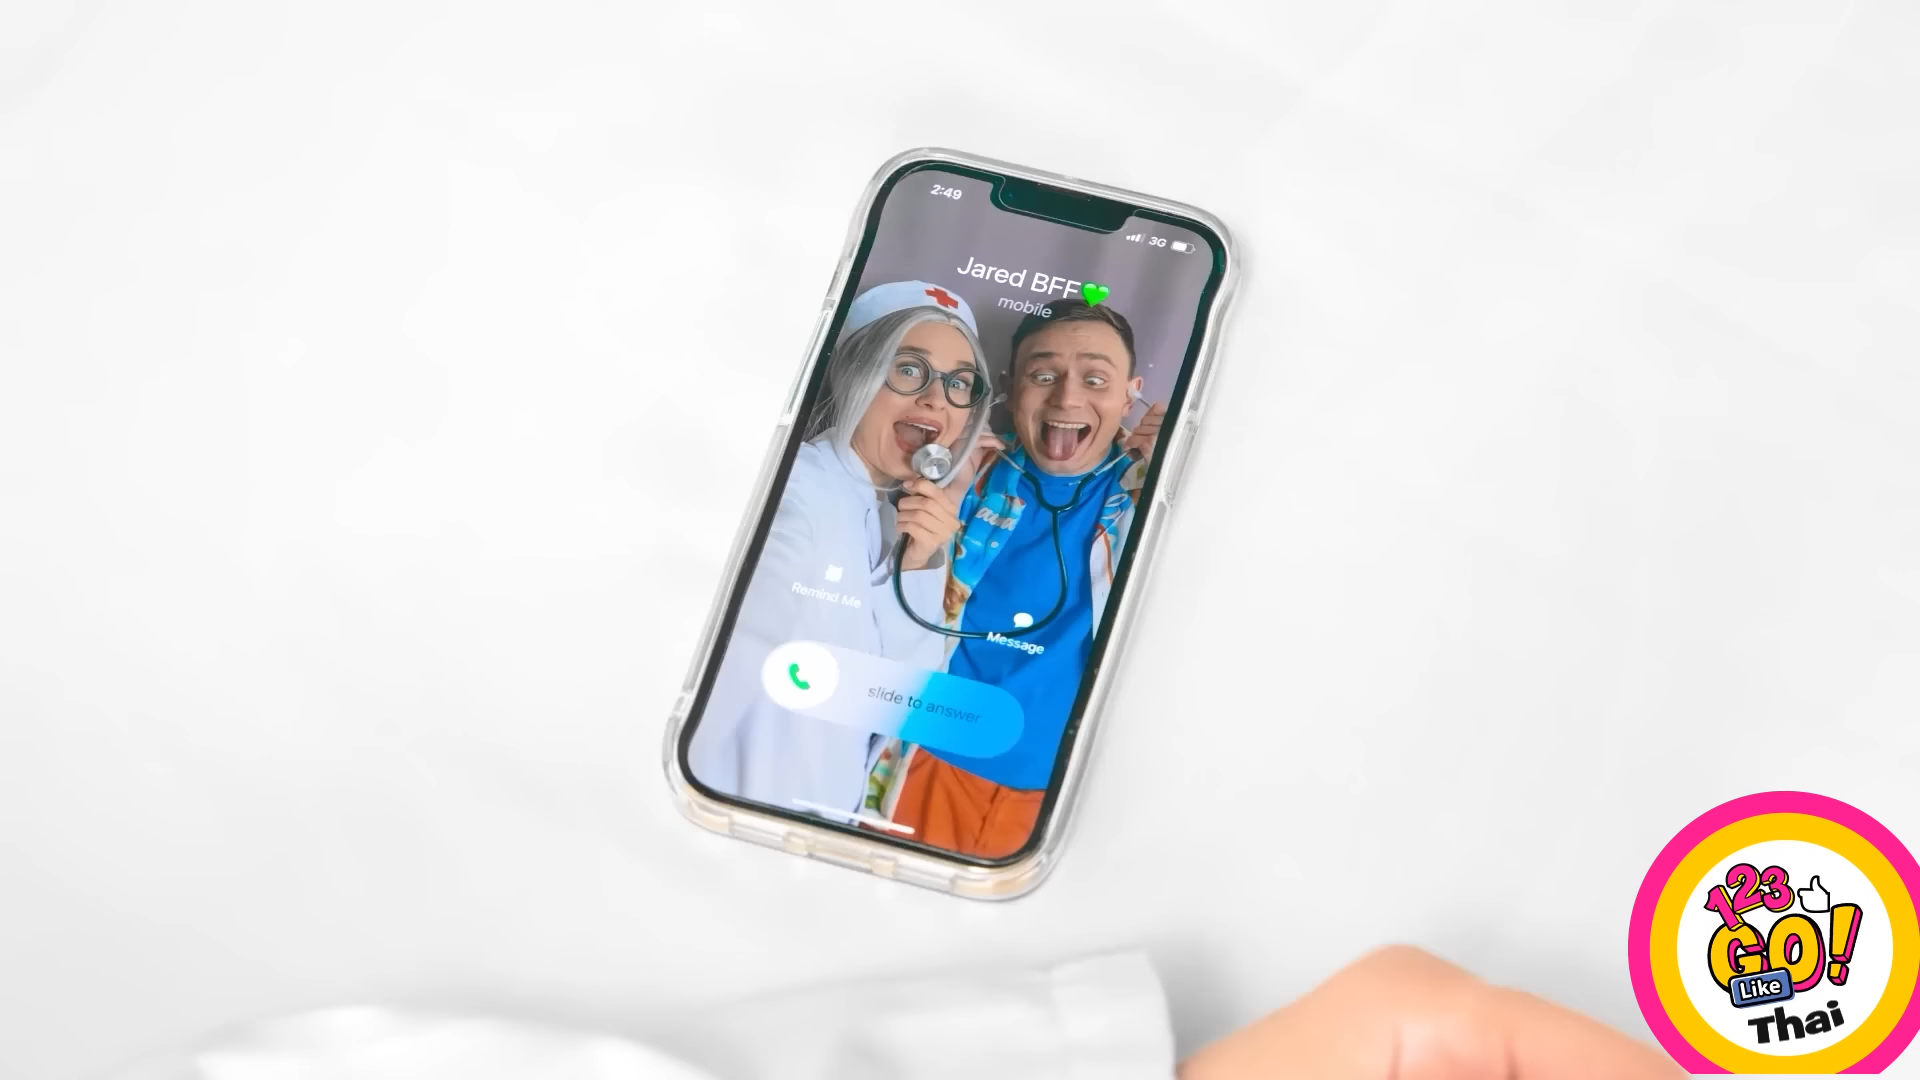 2:49
3G
Jared BFF💚
mobile
Remind Me
Message
slide to answer
123
GO!
Like
Thai